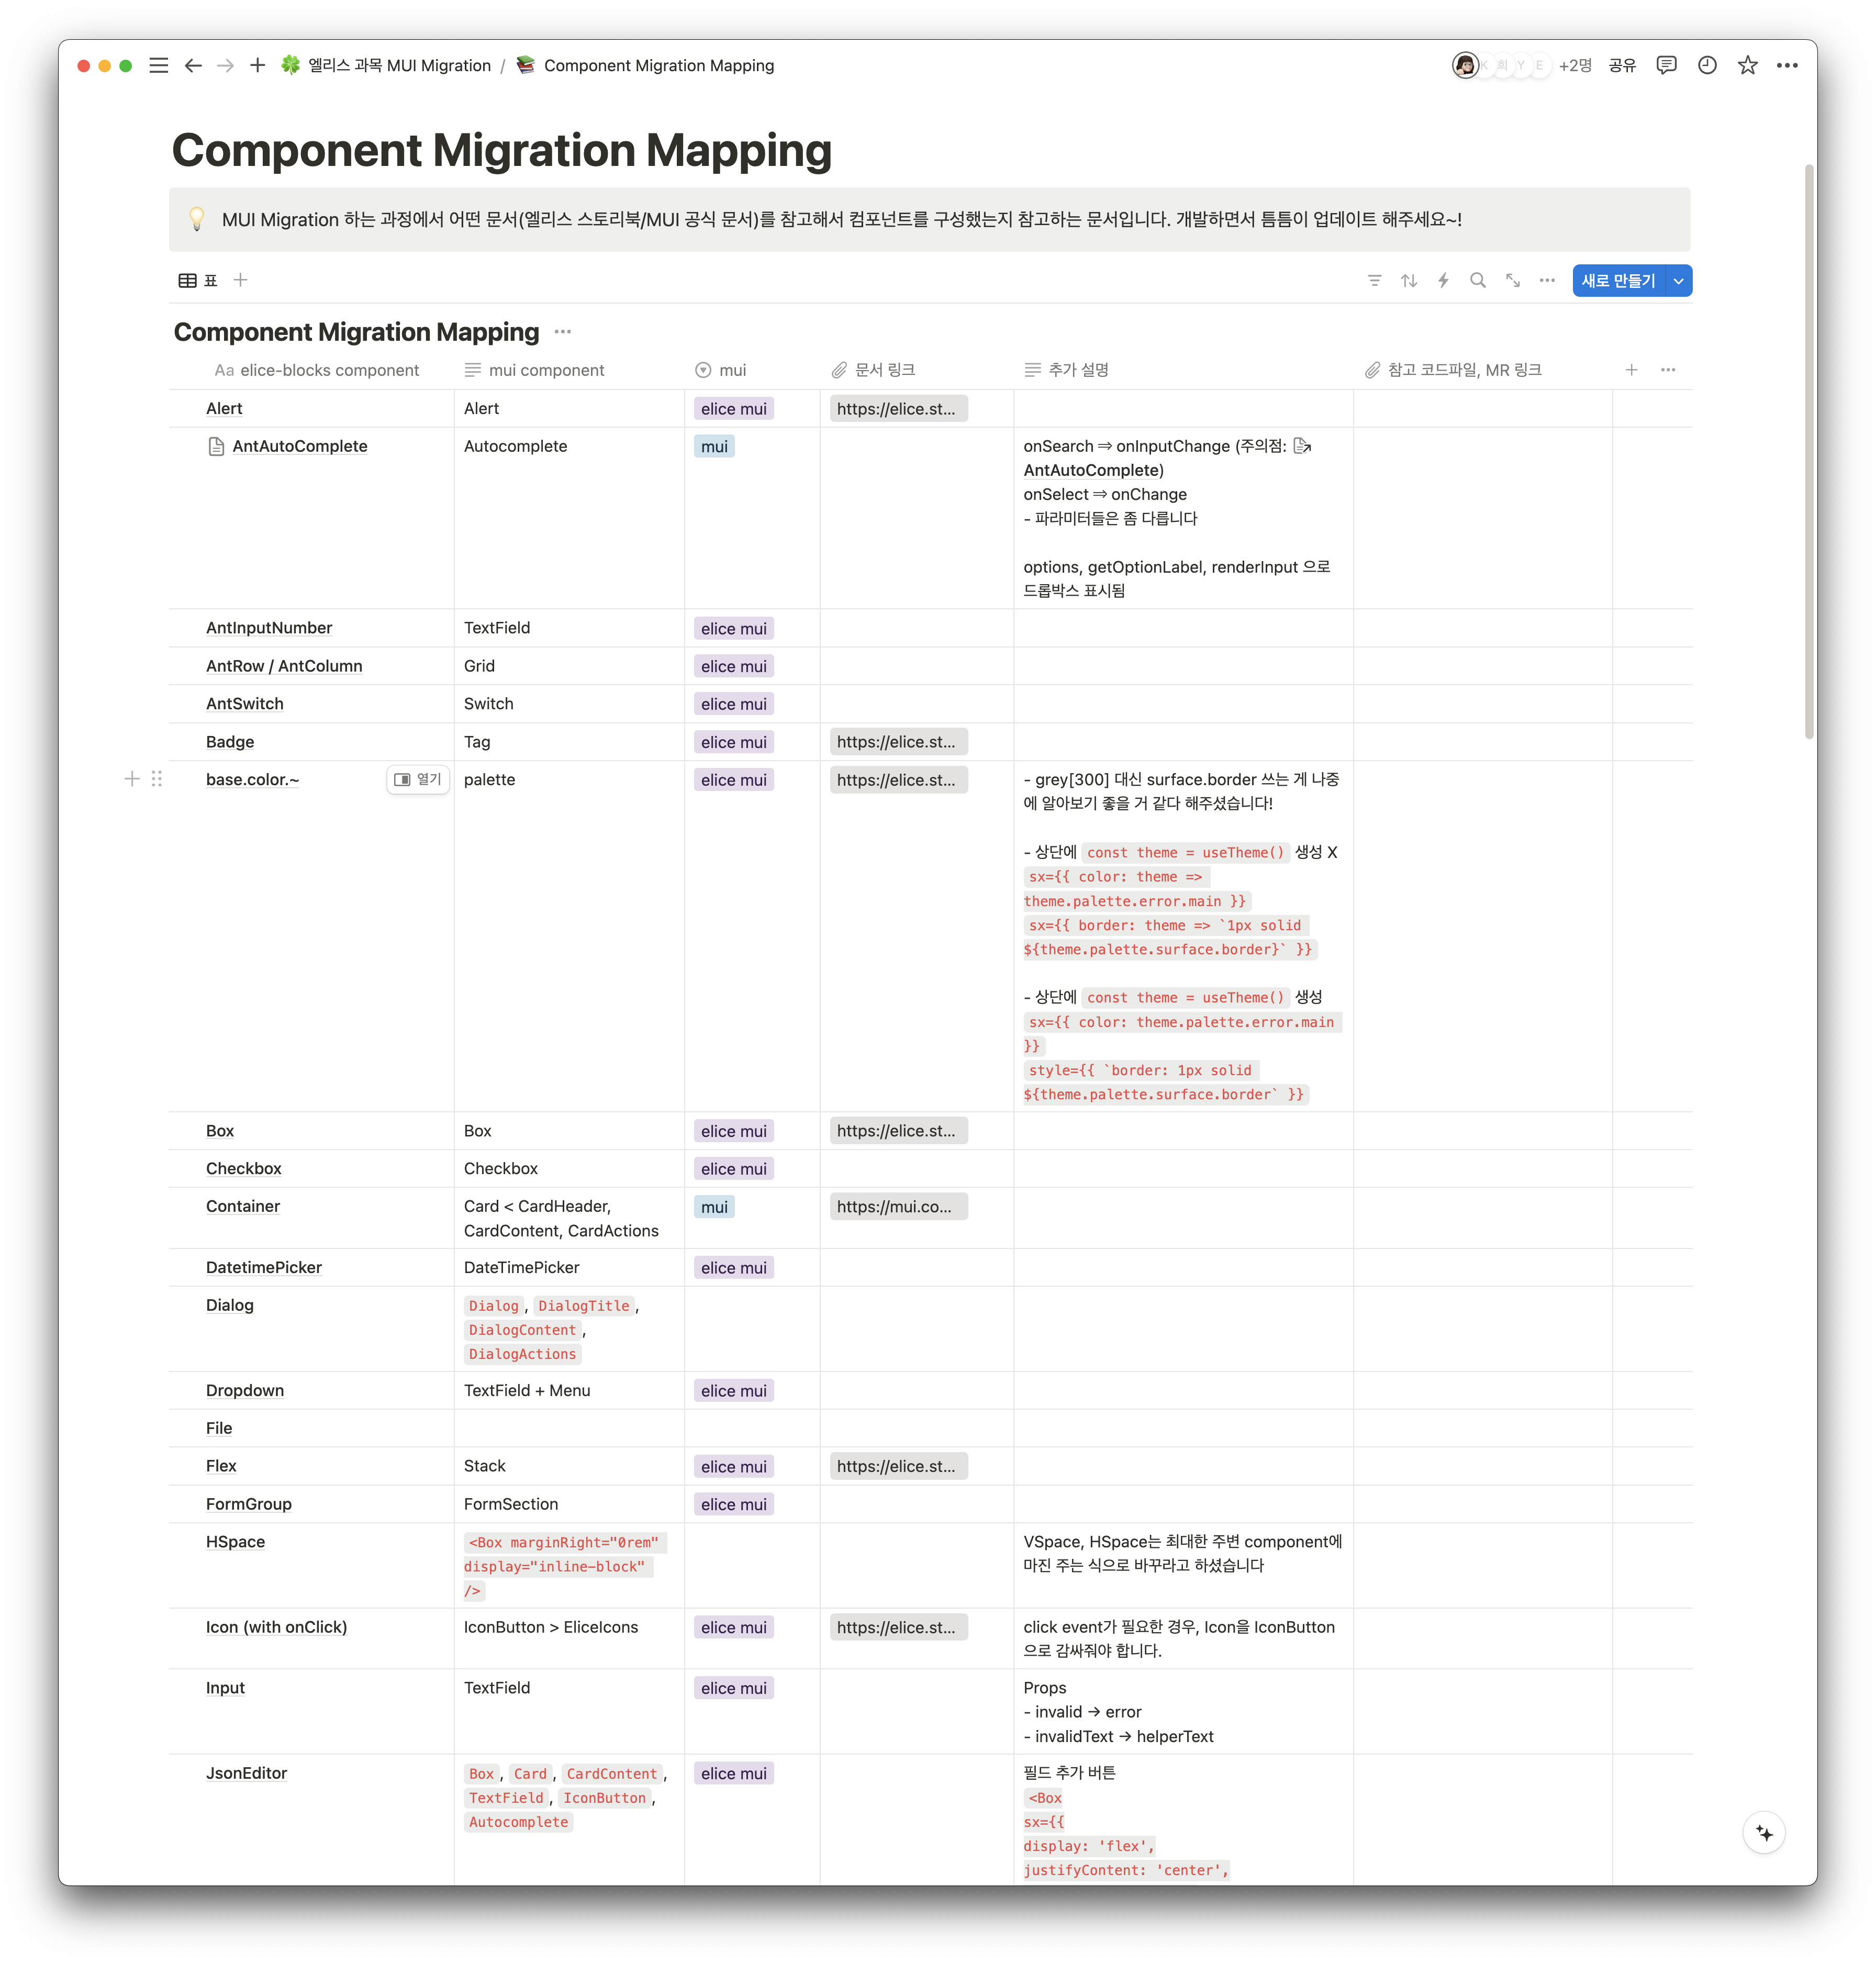 엘리스 과목 MUI Migration / Component Migration Mapping
K 희 Y E +2명 공유
Component Migration Mapping
MUI Migration 하는 과정에서 어떤 문서(엘리스 스토리북/MUI 공식 문서)를 참고해서 컴포넌트를 구성했는지 참고하는 문서입니다. 개발하면서 틈틈이 업데이트 해주세요~!
표
새로 만들기
Component Migration Mapping
Aa elice-blocks component mui component mui 문서 링크 추가 설명 참고 코드파일, MR 링크
Alert Alert elice mui https://elice.st...
AntAutoComplete Autocomplete mui onSearch ⇒ onInputChange (주의점:
AntAutoComplete)
onSelect ⇒ onChange
- 파라미터들은 좀 다릅니다
options, getOptionLabel, renderInput 으로
드롭박스 표시됨
AntInputNumber TextField elice mui
AntRow / AntColumn Grid elice mui
AntSwitch Switch elice mui
Badge Tag elice mui https://elice.st...
base.color.~ 열기 palette elice mui https://elice.st... - grey[300] 대신 surface.border 쓰는 게 나중
에 알아보기 좋을 거 같다 해주셨습니다!
- 상단에 const theme = useTheme() 생성 X
sx={{ color: theme =>
theme.palette.error.main }}
sx={{ border: theme => `1px solid
${theme.palette.surface.border}` }}
- 상단에 const theme = useTheme() 생성
sx={{ color: theme.palette.error.main
}}
style={{ `border: 1px solid
${theme.palette.surface.border` }}
Box Box elice mui https://elice.st...
Checkbox Checkbox elice mui
Container Card < CardHeader, mui https://mui.co...
CardContent, CardActions
DatetimePicker DateTimePicker elice mui
Dialog Dialog, DialogTitle,
DialogContent,
DialogActions
Dropdown TextField + Menu elice mui
File
Flex Stack elice mui https://elice.st...
FormGroup FormSection elice mui
HSpace <Box marginRight="0rem" VSpace, HSpace는 최대한 주변 component에
display="inline-block" 마진 주는 식으로 바꾸라고 하셨습니다
/>
Icon (with onClick) IconButton > EliceIcons elice mui https://elice.st... click event가 필요한 경우, Icon을 IconButton
으로 감싸줘야 합니다.
Input TextField elice mui Props
- invalid → error
- invalidText → helperText
JsonEditor Box, Card, CardContent, elice mui 필드 추가 버튼
TextField, IconButton, <Box
Autocomplete sx={{
display: 'flex',
justifyContent: 'center',